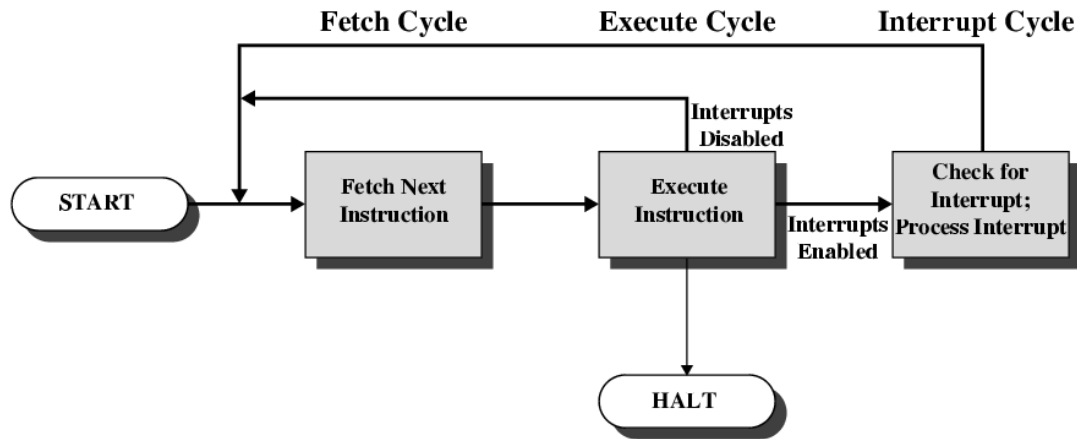 Fetch Cycle
Execute Cycle
Interrupt Cycle
Interrupts
Disabled
START
Fetch Next
Instruction
Execute
Instruction
Interrupts
Enabled
Check for
Interrupt;
Process Interrupt
HALT